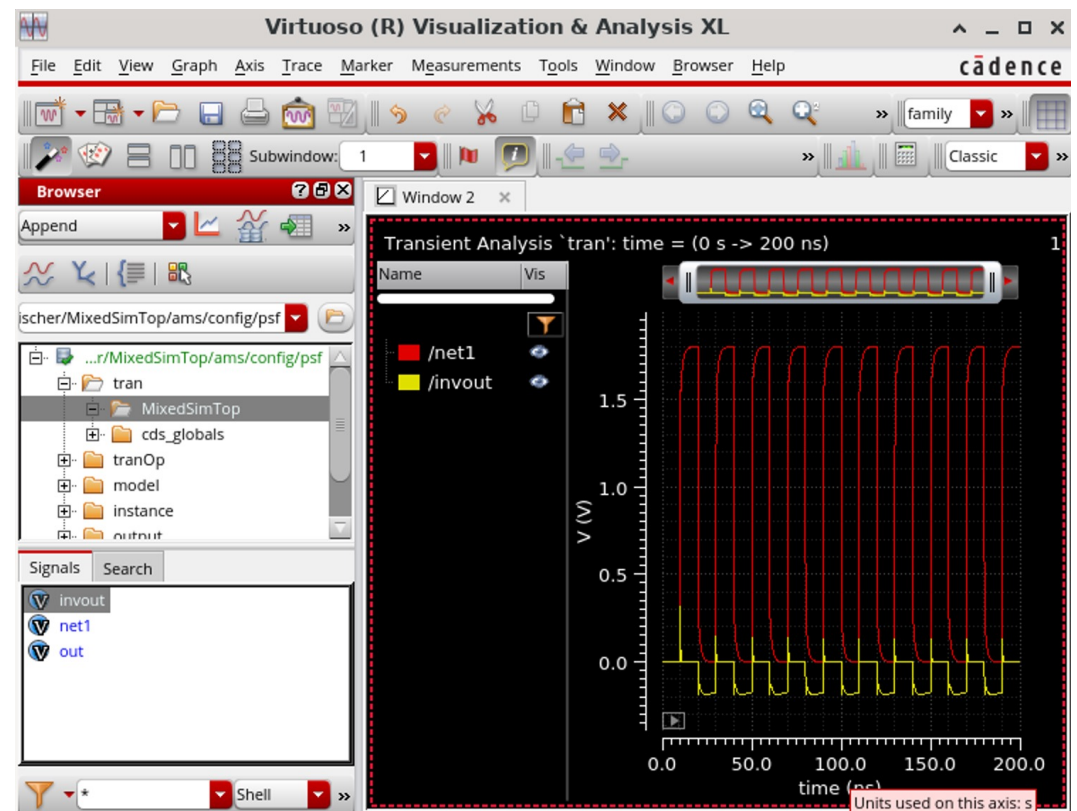 Virtuoso (R) Visualization & Analysis XL
File Edit View Graph Axis Trace Marker Measurements Tools Window Browser Help cādence
family
Subwindow: 1 Classic
Browser
Window 2
Append
Transient Analysis `tran': time = (0 s -> 200 ns) 1
Name Vis
ischer/MixedSimTop/ams/config/psf
...r/MixedSimTop/ams/config/psf
/net1
tran
/invout
MixedSimTop
1.5
cds_globals
tranOp
model
1.0
instance
output
V (V)
Signals Search
0.5
invout
net1
out
0.0
0.0 50.0 100.0 150.0 200.0
time (ns)
* Shell
Units used on this axis: s